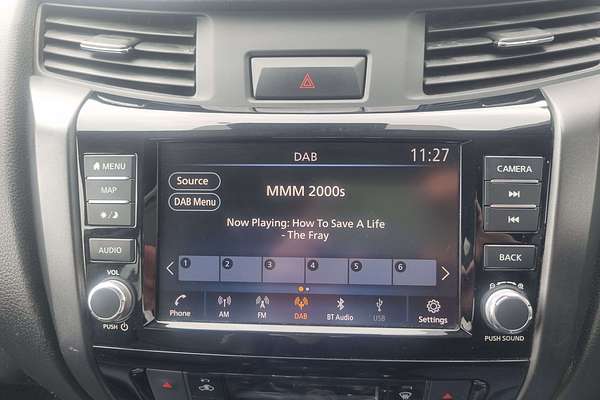 DAB
11:27
Source
MMM 2000s
DAB Menu
Now Playing: How To Save A Life
- The Fray
1 2 3 4 5 6
Phone AM FM DAB BT Audio USB Settings
MENU
MAP
AUDIO
VOL
PUSH
CAMERA
BACK
PUSH SOUND